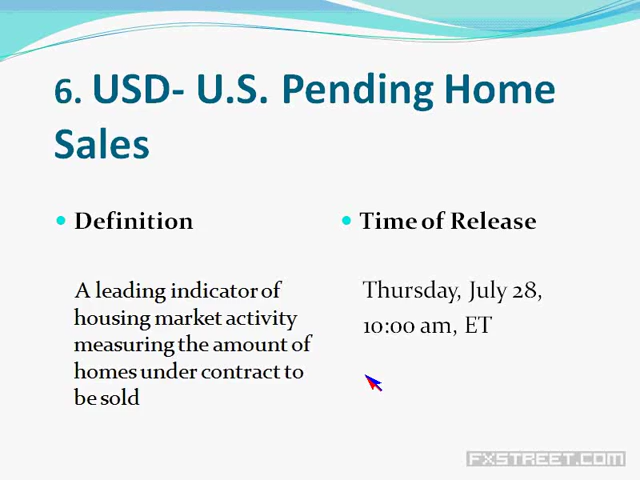 6. USD- U.S. Pending Home
Sales
Definition
A leading indicator of
housing market activity
measuring the amount of
homes under contract to
be sold
Time of Release
Thursday, July 28,
10:00 am, ET
FXSTREET.COM